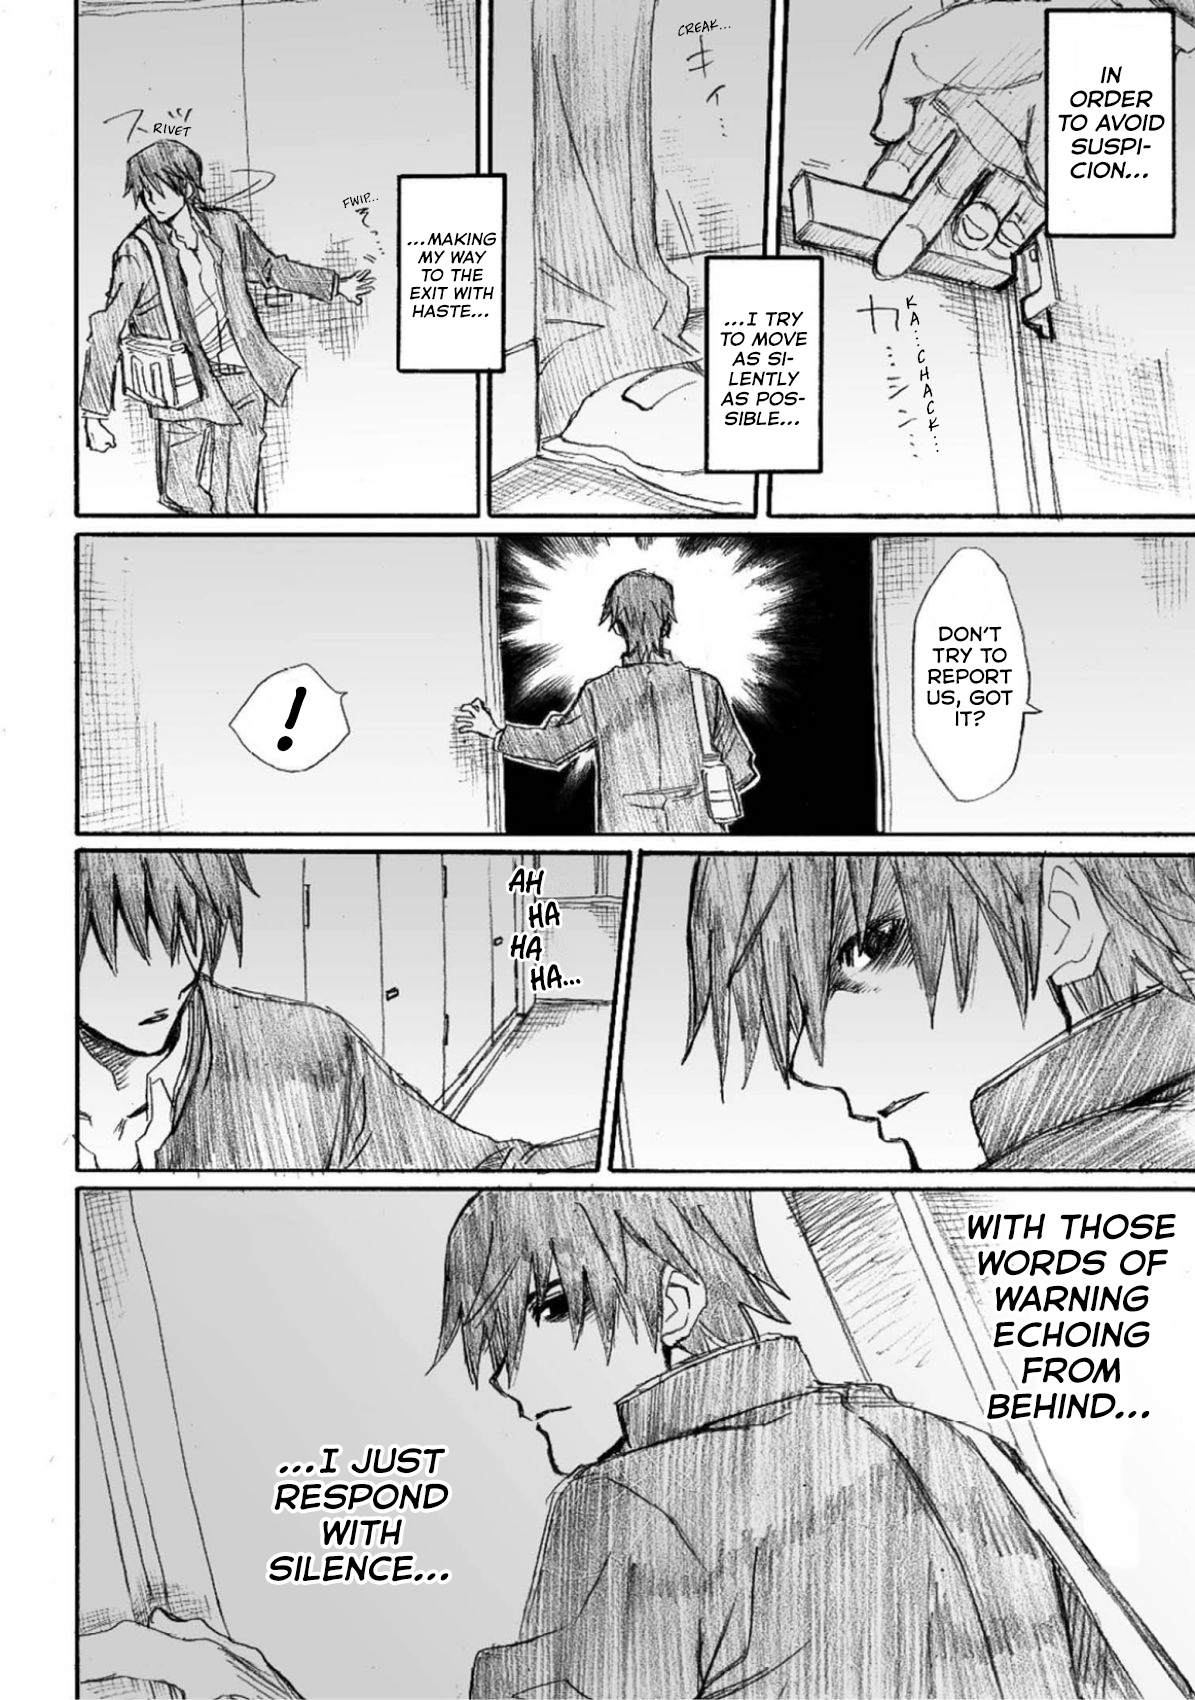 IN
ORDER
TO AVOID
SUSPI-
CION...
KA...CHACK...
カ……シン……
CREAK...
キィ…
...I TRY
TO MOVE
AS SI-
LENTLY
AS POS-
SIBLE...
...MAKING
MY WAY
TO THE
EXIT WITH
HASTE...
FWIP...
RIVET
DON'T
TRY TO
REPORT
US, GOT
IT?
!
AH
HA
HA
HA...
WITH THOSE
WORDS OF
WARNING
ECHOING
FROM
BEHIND...
...I JUST
RESPOND
WITH
SILENCE...